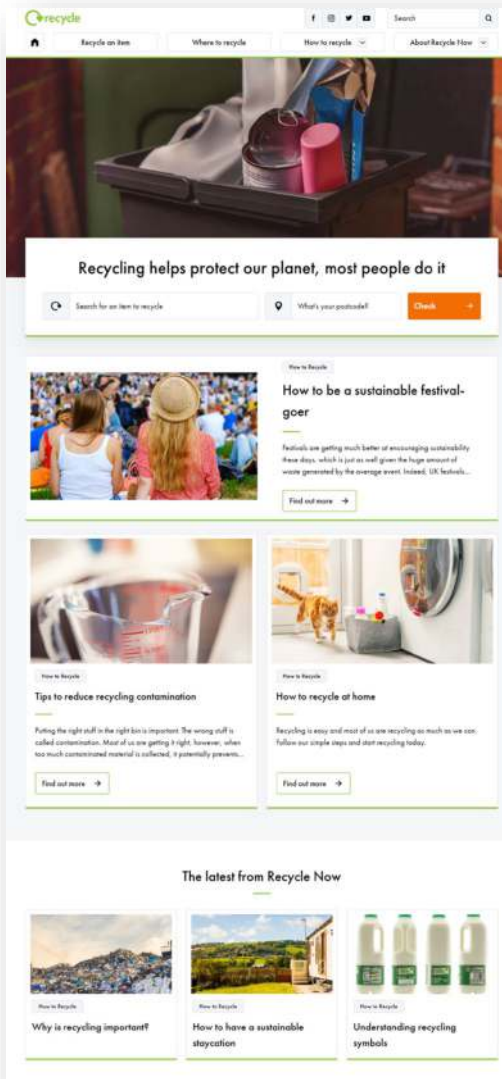 recycle
Search
Recycle an item
Where to recycle
How to recycle
About Recycle Now
Recycling helps protect our planet, most people do it
Search for an item to recycle
What's your postcode?
Check
How to Recycle
How to be a sustainable festival-
goer
Festivals are getting much better at encouraging sustainability
these days, which is just as well given the huge amount of
waste generated by the average event. Indeed, UK festivals...
Find out more
How to Recycle
Tips to reduce recycling contamination
Putting the right stuff in the right bin is important. The wrong stuff is
called contamination. Most of us are getting it right, however, when
too much contaminated material is collected, it potentially prevents...
Find out more
How to Recycle
How to recycle at home
Recycling is easy and most of us are recycling as much as we can.
Follow our simple steps and start recycling today.
Find out more
The latest from Recycle Now
How to Recycle
Why is recycling important?
How to Recycle
How to have a sustainable
staycation
How to Recycle
Understanding recycling
symbols